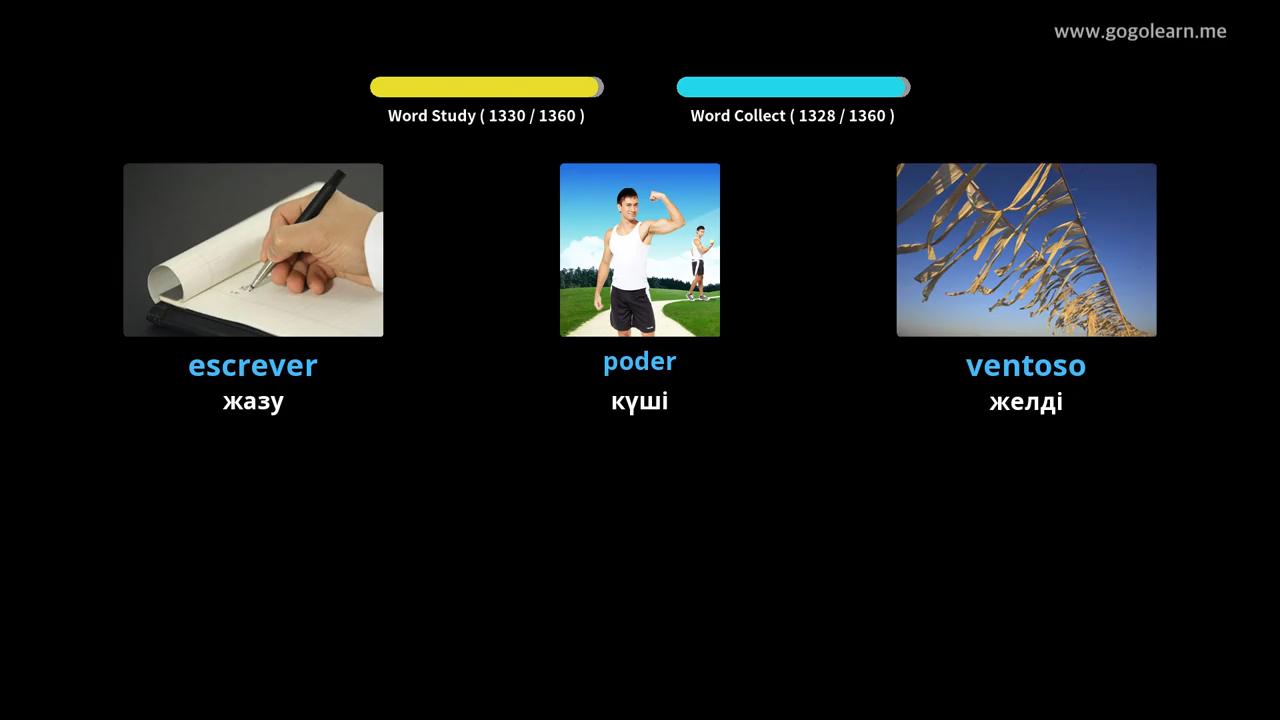 www.gogolearn.me
Word Study ( 1330 / 1360 )
Word Collect ( 1328 / 1360 )
escrever
poder
ventoso
жазу
күші
желді